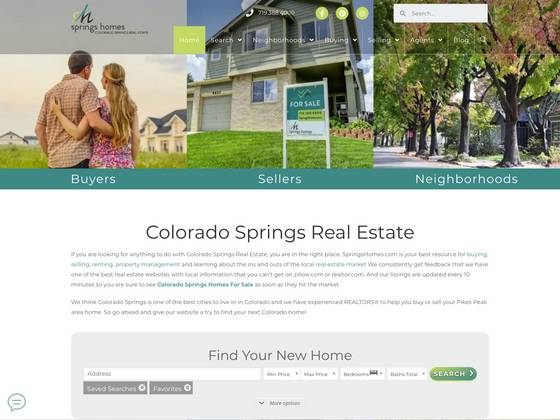 springs homes
COLORADO SPRINGS REAL ESTATE
719.388.4000
Search...
Home Search Neighborhoods Buying Selling Agents Blog
FOR SALE
Springs Homes
Buyers
Sellers
Neighborhoods
Colorado Springs Real Estate
If you are looking for anything to do with Colorado Springs Real Estate, you are in the right place. SpringsHomes.com is your best resource for buying,
selling, renting, property management and learning about the ins and outs of the local real estate market We consistently get feedback that we have
one of the best real estate websites with local information that you can't get on zillow.com or realtor.com. And our listings are updated every 10
minutes so you are sure to see Colorado Springs Homes For Sale as soon as they hit the market.
We think Colorado Springs is one of the best cities to live in in Colorado and we have experienced REALTORS® to help you buy or sell your Pikes Peak
area home. So go ahead and give our website a try to find your next Colorado home!
Find Your New Home
Address
Min Price
Max Price
Bedrooms
Baths Total
SEARCH
Saved Searches 0
Favorites 0
More options